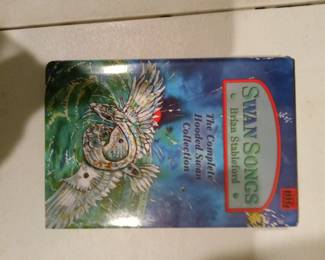 SWAN SONGS
Brian Stableford
The Complete
Hooded Swan
Collection